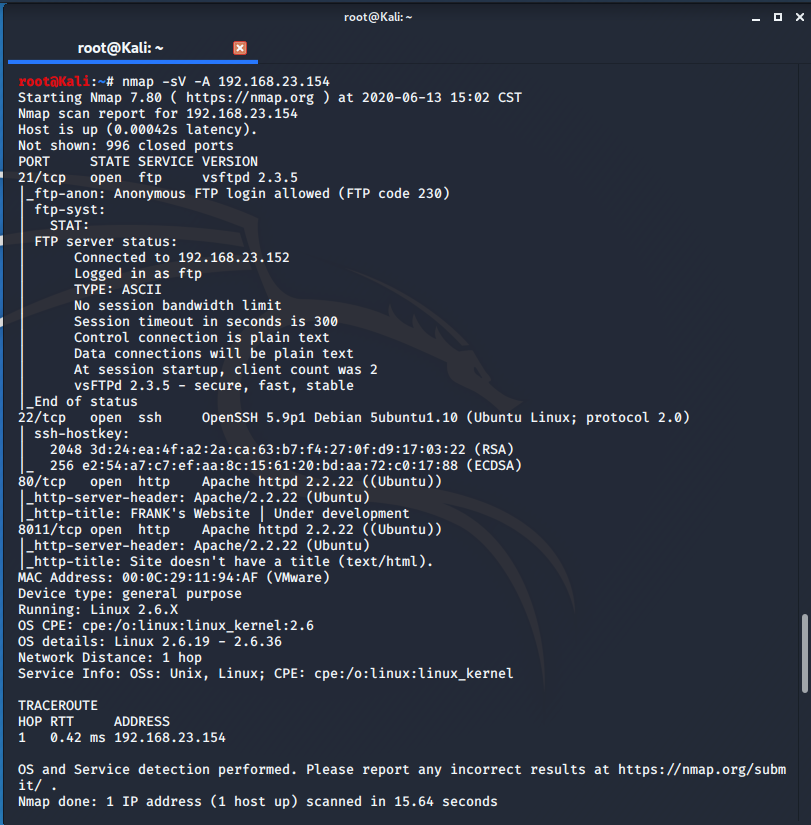 root@Kali: ~
root@Kali: ~
root@Kali:~# nmap -sV -A 192.168.23.154
Starting Nmap 7.80 ( https://nmap.org ) at 2020-06-13 15:02 CST
Nmap scan report for 192.168.23.154
Host is up (0.00042s latency).
Not shown: 996 closed ports
PORT     STATE SERVICE VERSION
21/tcp   open  ftp     vsftpd 2.3.5
|_ftp-anon: Anonymous FTP login allowed (FTP code 230)
| ftp-syst:
|   STAT:
| FTP server status:
|      Connected to 192.168.23.152
|      Logged in as ftp
|      TYPE: ASCII
|      No session bandwidth limit
|      Session timeout in seconds is 300
|      Control connection is plain text
|      Data connections will be plain text
|      At session startup, client count was 2
|      vsFTPd 2.3.5 - secure, fast, stable
|_End of status
22/tcp   open  ssh     OpenSSH 5.9p1 Debian 5ubuntu1.10 (Ubuntu Linux; protocol 2.0)
| ssh-hostkey:
|   2048 3d:24:ea:4f:a2:2a:ca:63:b7:f4:27:0f:d9:17:03:22 (RSA)
|_  256 e2:54:a7:c7:ef:aa:8c:15:61:20:bd:aa:72:c0:17:88 (ECDSA)
80/tcp   open  http    Apache httpd 2.2.22 ((Ubuntu))
|_http-server-header: Apache/2.2.22 (Ubuntu)
|_http-title: FRANK's Website | Under development
8011/tcp open  http    Apache httpd 2.2.22 ((Ubuntu))
|_http-server-header: Apache/2.2.22 (Ubuntu)
|_http-title: Site doesn't have a title (text/html).
MAC Address: 00:0C:29:11:94:AF (VMware)
Device type: general purpose
Running: Linux 2.6.X
OS CPE: cpe:/o:linux:linux_kernel:2.6
OS details: Linux 2.6.19 - 2.6.36
Network Distance: 1 hop
Service Info: OSs: Unix, Linux; CPE: cpe:/o:linux:linux_kernel
TRACEROUTE
HOP RTT     ADDRESS
1   0.42 ms 192.168.23.154
OS and Service detection performed. Please report any incorrect results at https://nmap.org/subm
it/ .
Nmap done: 1 IP address (1 host up) scanned in 15.64 seconds